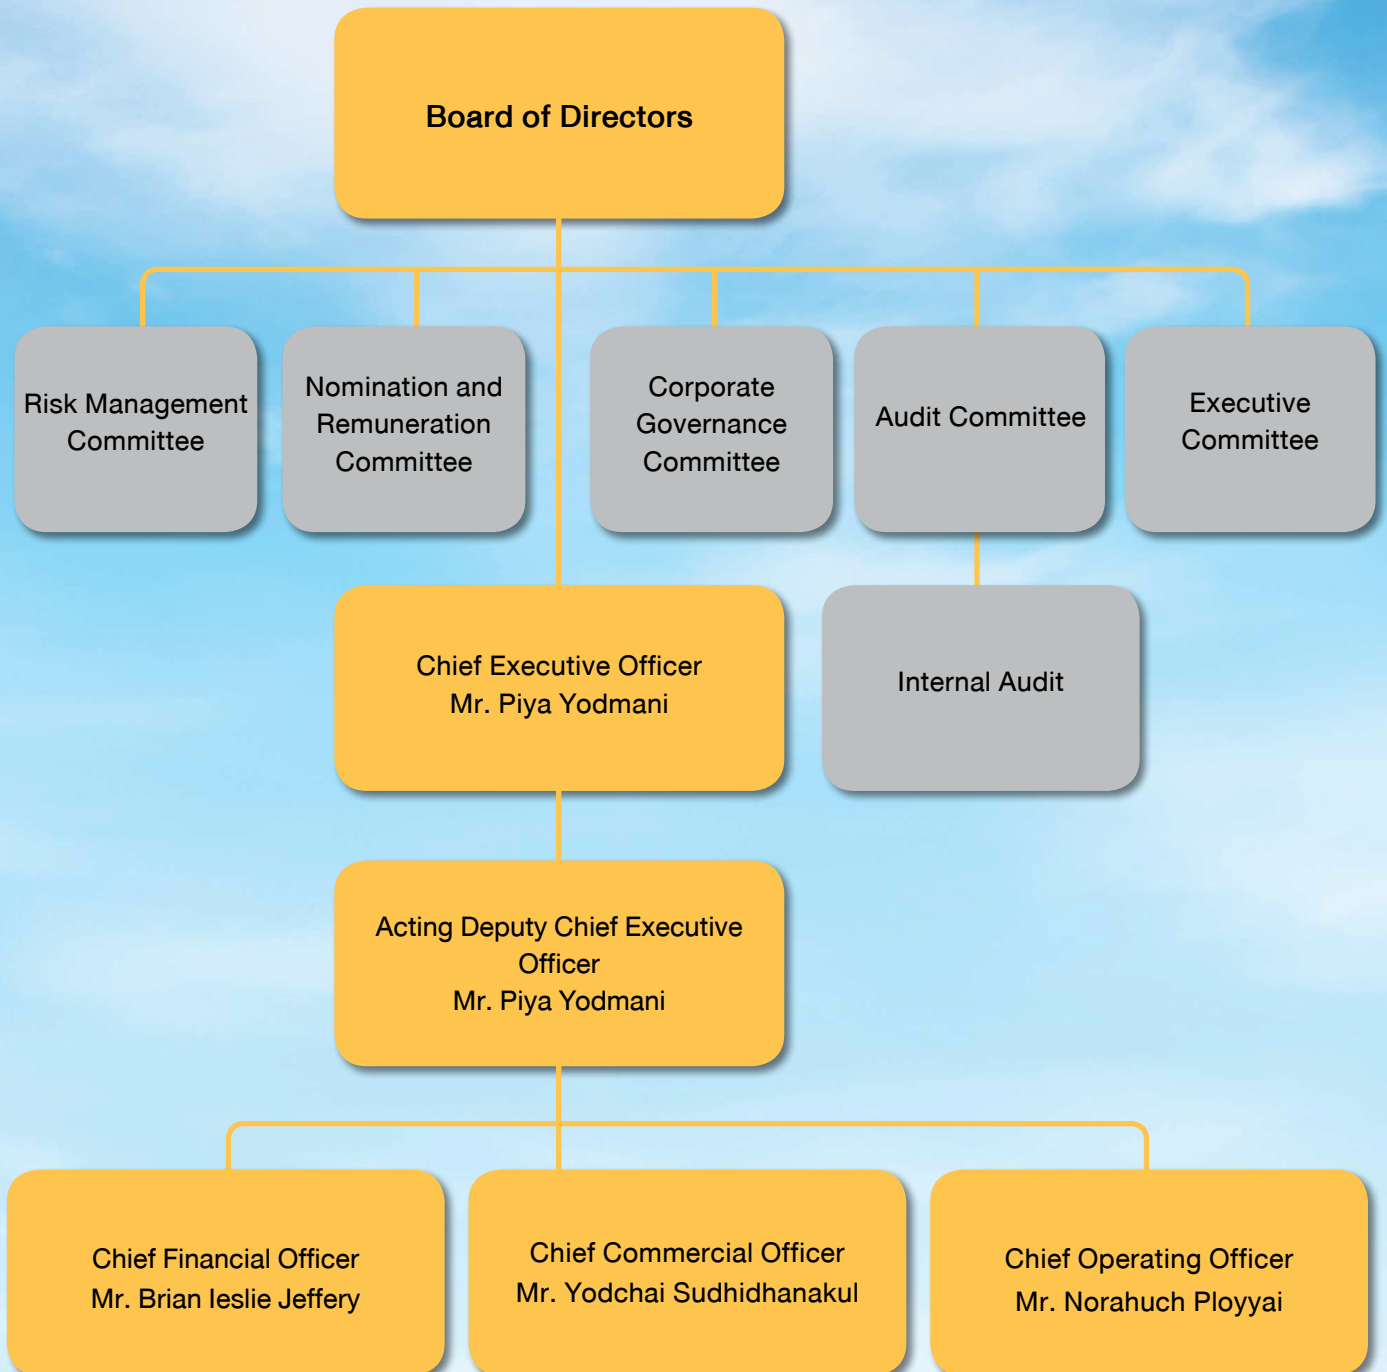 Board of Directors
Risk Management
Committee
Nomination and
Remuneration
Committee
Corporate
Governance
Committee
Audit Committee
Executive
Committee
Chief Executive Officer
Mr. Piya Yodmani
Internal Audit
Acting Deputy Chief Executive
Officer
Mr. Piya Yodmani
Chief Financial Officer
Mr. Brian leslie Jeffery
Chief Commercial Officer
Mr. Yodchai Sudhidhanakul
Chief Operating Officer
Mr. Norahuch Ployyai